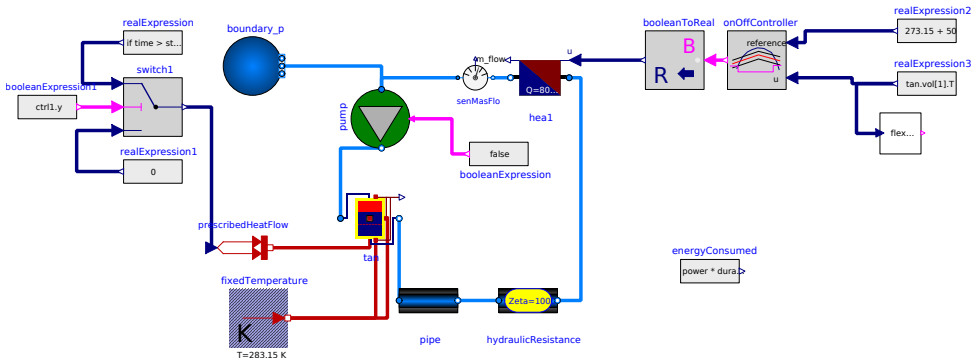 realExpression
if time > st...
switch1
booleanExpression1
ctrl1.y
realExpression1
0
boundary_p
pump
m_flow
senMasFlo
u
Q=80...
hea1
booleanToReal
B
R
onOffController
reference
u
realExpression2
273.15 + 50
realExpression3
tan.vol[1].T
flex...
false
booleanExpression
prescribedHeatFlow
tan
fixedTemperature
K
T=283.15 K
pipe
Zeta=100
hydraulicResistance
energyConsumed
power * dura...